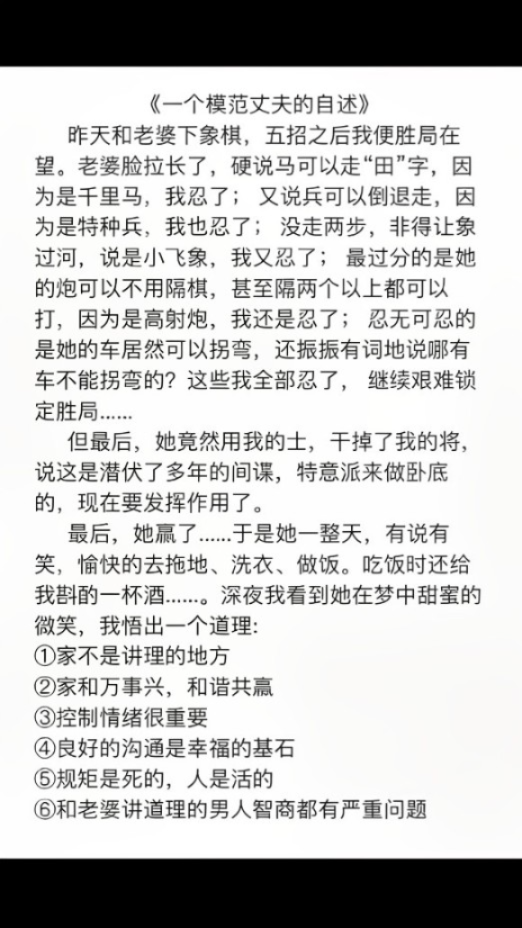 《一个模范丈夫的自述》
昨天和老婆下象棋，五招之后我便胜局在
望。老婆脸拉长了，硬说马可以走“田”字，因
为是千里马，我忍了； 又说兵可以倒退走，因
为是特种兵，我也忍了； 没走两步，非得让象
过河，说是小飞象，我又忍了； 最过分的是她
的炮可以不用隔棋，甚至隔两个以上都可以
打，因为是高射炮，我还是忍了； 忍无可忍的
是她的车居然可以拐弯，还振振有词地说哪有
车不能拐弯的？这些我全部忍了， 继续艰难锁
定胜局……
但最后，她竟然用我的士，干掉了我的将，
说这是潜伏了多年的间谍，特意派来做卧底
的，现在要发挥作用了。
最后，她赢了……于是她一整天，有说有
笑，愉快的去拖地、洗衣、做饭。吃饭时还给
我斟酌一杯酒……。深夜我看到她在梦中甜蜜的
微笑，我悟出一个道理:
①家不是讲理的地方
②家和万事兴，和谐共赢
③控制情绪很重要
④良好的沟通是幸福的基石
⑤规矩是死的，人是活的
⑥和老婆讲道理的男人智商都有严重问题